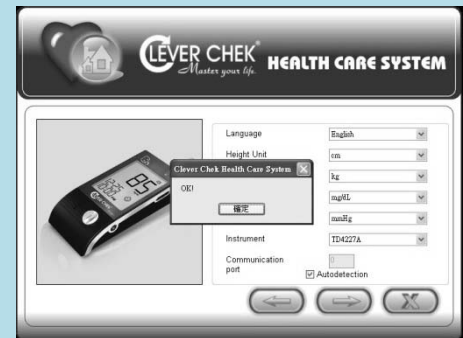 CLEVER CHEK®
Master your life.
HEALTH CARE SYSTEM
Language English
Height Unit cm
kg
mg/dL
mmHg
Clever Chek Health Care System
OK!
確定
Instrument TD4227A
Communication port 0
Autodetection